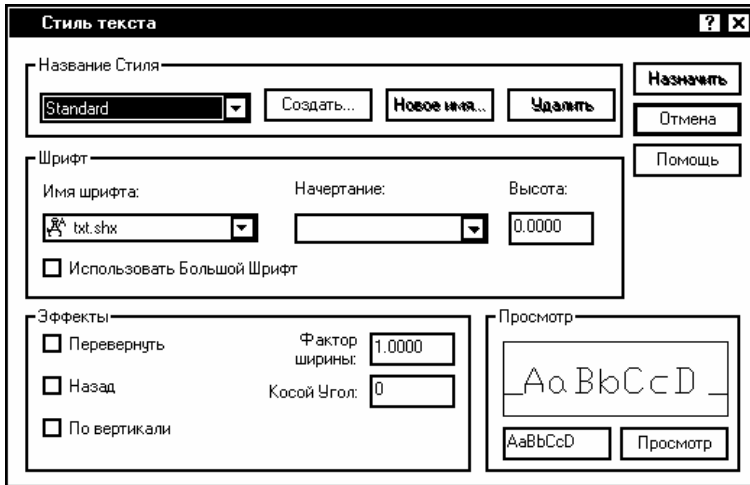 Стиль текста
Название Стиля
Standard
Создать...
Новое имя...
Удалить
Назначить
Отмена
Помощь
Шрифт
Имя шрифта:
Начертание:
Высота:
txt.shx
0.0000
Использовать Большой Шрифт
Эффекты
Перевернуть
Назад
По вертикали
Фактор
ширины:
1.0000
Косой Угол:
0
Просмотр
AaBbCcD
AaBbCcD
Просмотр